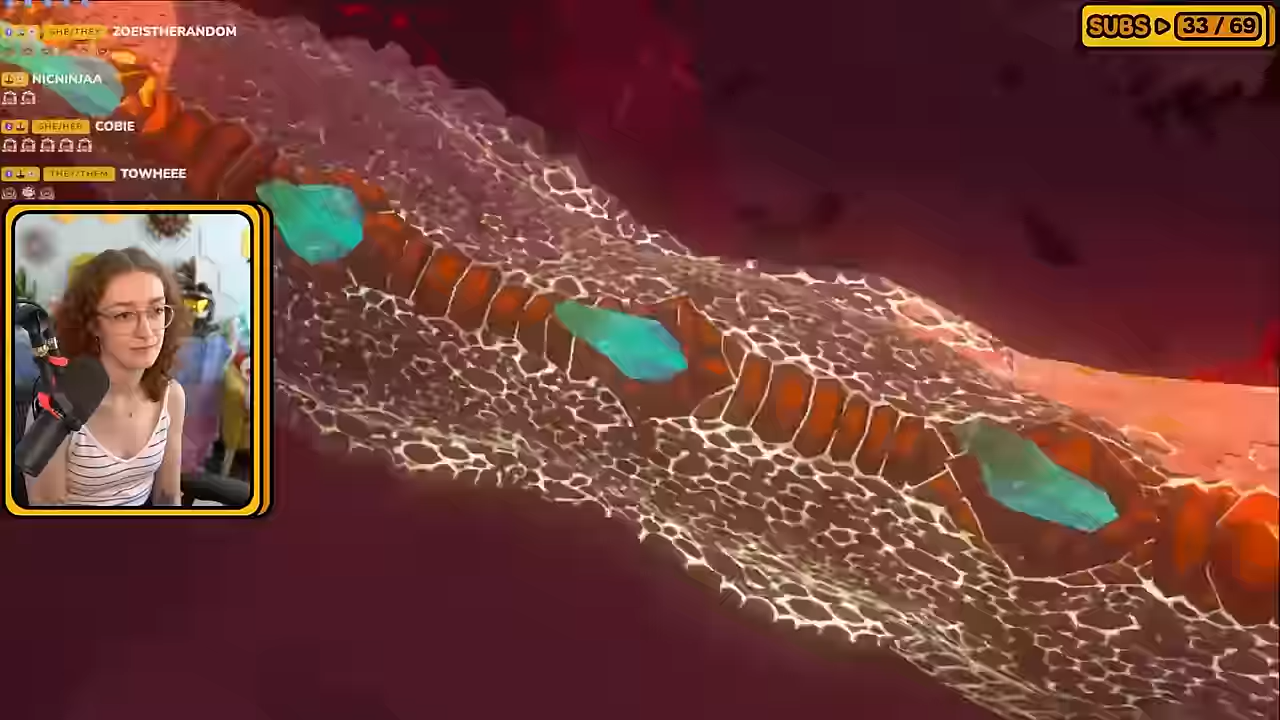 SUBS 33 / 69
SHE/THEY ZOEISTHERANDOM
NICNINJAA
SHE/HER COBIE
THEY/THEM TOWHEEE